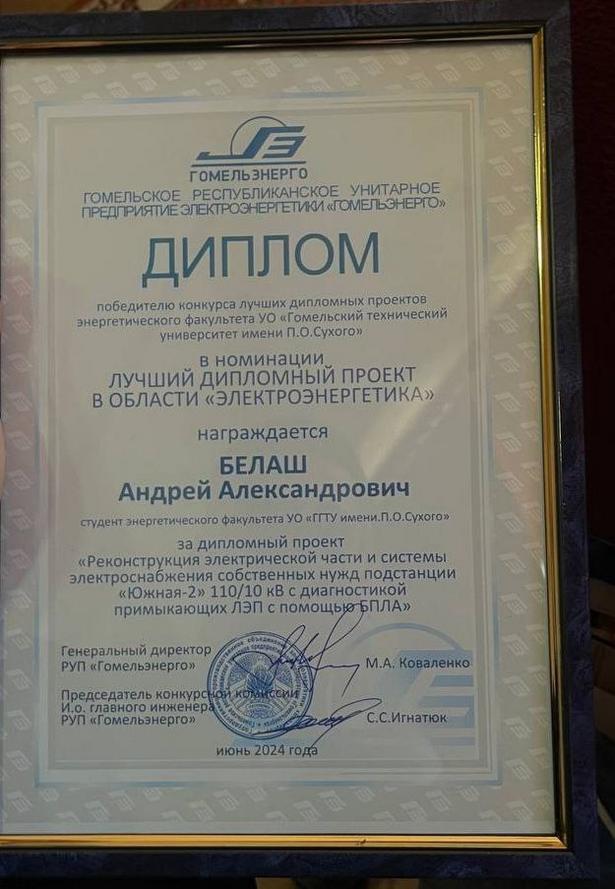 ГОМЕЛЬЭНЕРГО
ГОМЕЛЬСКОЕ РЕСПУБЛИКАНСКОЕ УНИТАРНОЕ
ПРЕДПРИЯТИЕ ЭЛЕКТРОЭНЕРГЕТИКИ «ГОМЕЛЬЭНЕРГО»
ДИПЛОМ
победителю конкурса лучших дипломных проектов
энергетического факультета УО «Гомельский технический
университет имени П.О.Сухого»
в номинации
ЛУЧШИЙ ДИПЛОМНЫЙ ПРОЕКТ
В ОБЛАСТИ «ЭЛЕКТРОЭНЕРГЕТИКА»
награждается
БЕЛАШ
Андрей Александрович
студент энергетического факультета УО «ГГТУ имени.П.О.Сухого»
за дипломный проект
«Реконструкция электрической части и системы
электроснабжения собственных нужд подстанции
«Южная-2» 110/10 кВ с диагностикой
примыкающих ЛЭП с помощью БПЛА»
Генеральный директор
РУП «Гомельэнерго»
М.А. Коваленко
Председатель конкурсной комиссии
И.о. главного инженера
РУП «Гомельэнерго»
С.С.Игнатюк
июнь 2024 года